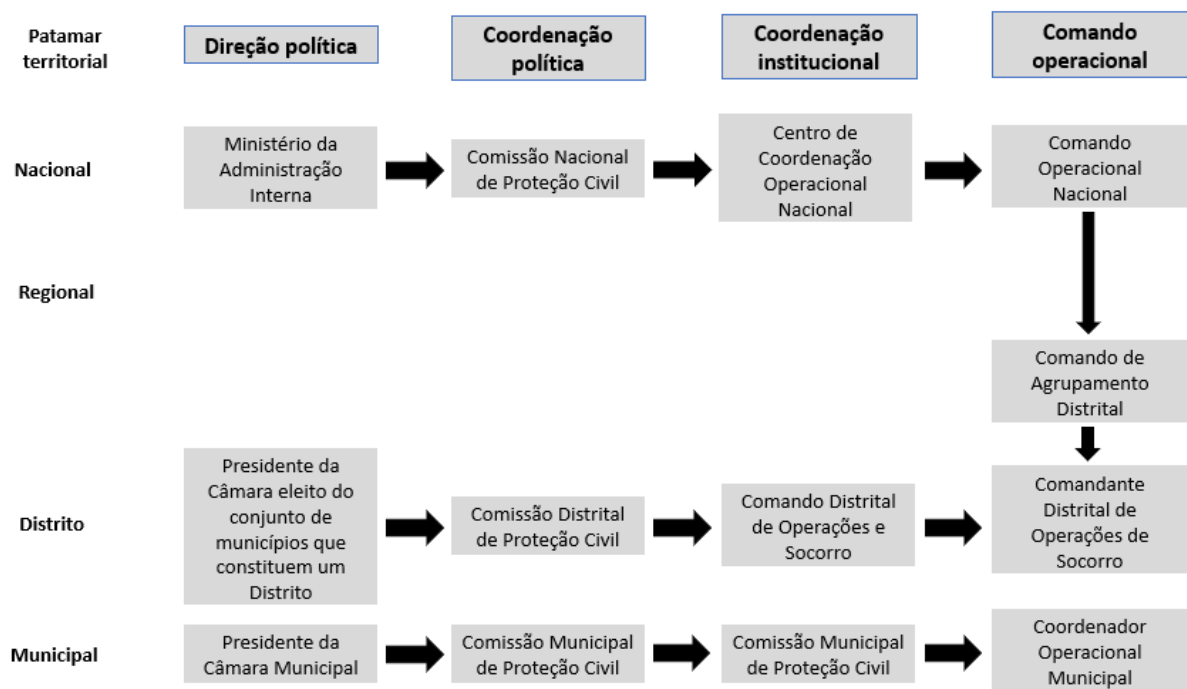 Patamar
territorial
Direção política
Coordenação
política
Coordenação
institucional
Comando
operacional
Nacional
Ministério da
Administração
Interna
Comissão Nacional
de Proteção Civil
Centro de
Coordenação
Operacional
Nacional
Comando
Operacional
Nacional
Regional
Comando de
Agrupamento
Distrital
Distrito
Presidente da
Câmara eleito do
conjunto de
municípios que
constituem um
Distrito
Comissão Distrital
de Proteção Civil
Comando Distrital
de Operações e
Socorro
Comandante
Distrital de
Operações de
Socorro
Municipal
Presidente da
Câmara Municipal
Comissão Municipal
de Proteção Civil
Comissão Municipal
de Proteção Civil
Coordenador
Operacional
Municipal